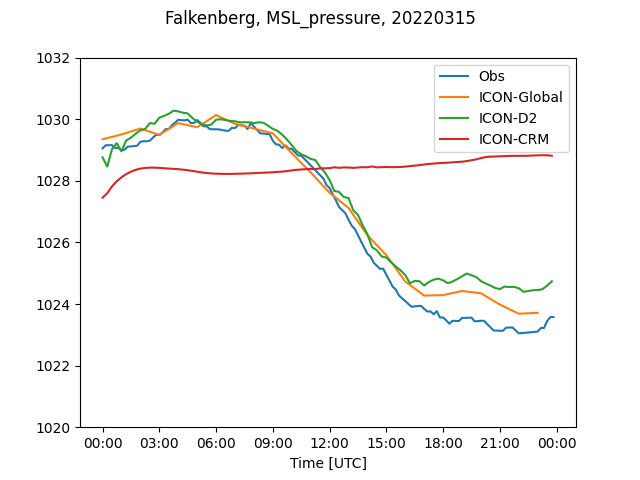 Falkenberg, MSL_pressure, 20220315
1032
1030
1028
1026
1024
1022
1020
Obs
ICON-Global
ICON-D2
ICON-CRM
00:00 03:00 06:00 09:00 12:00 15:00 18:00 21:00 00:00
Time [UTC]